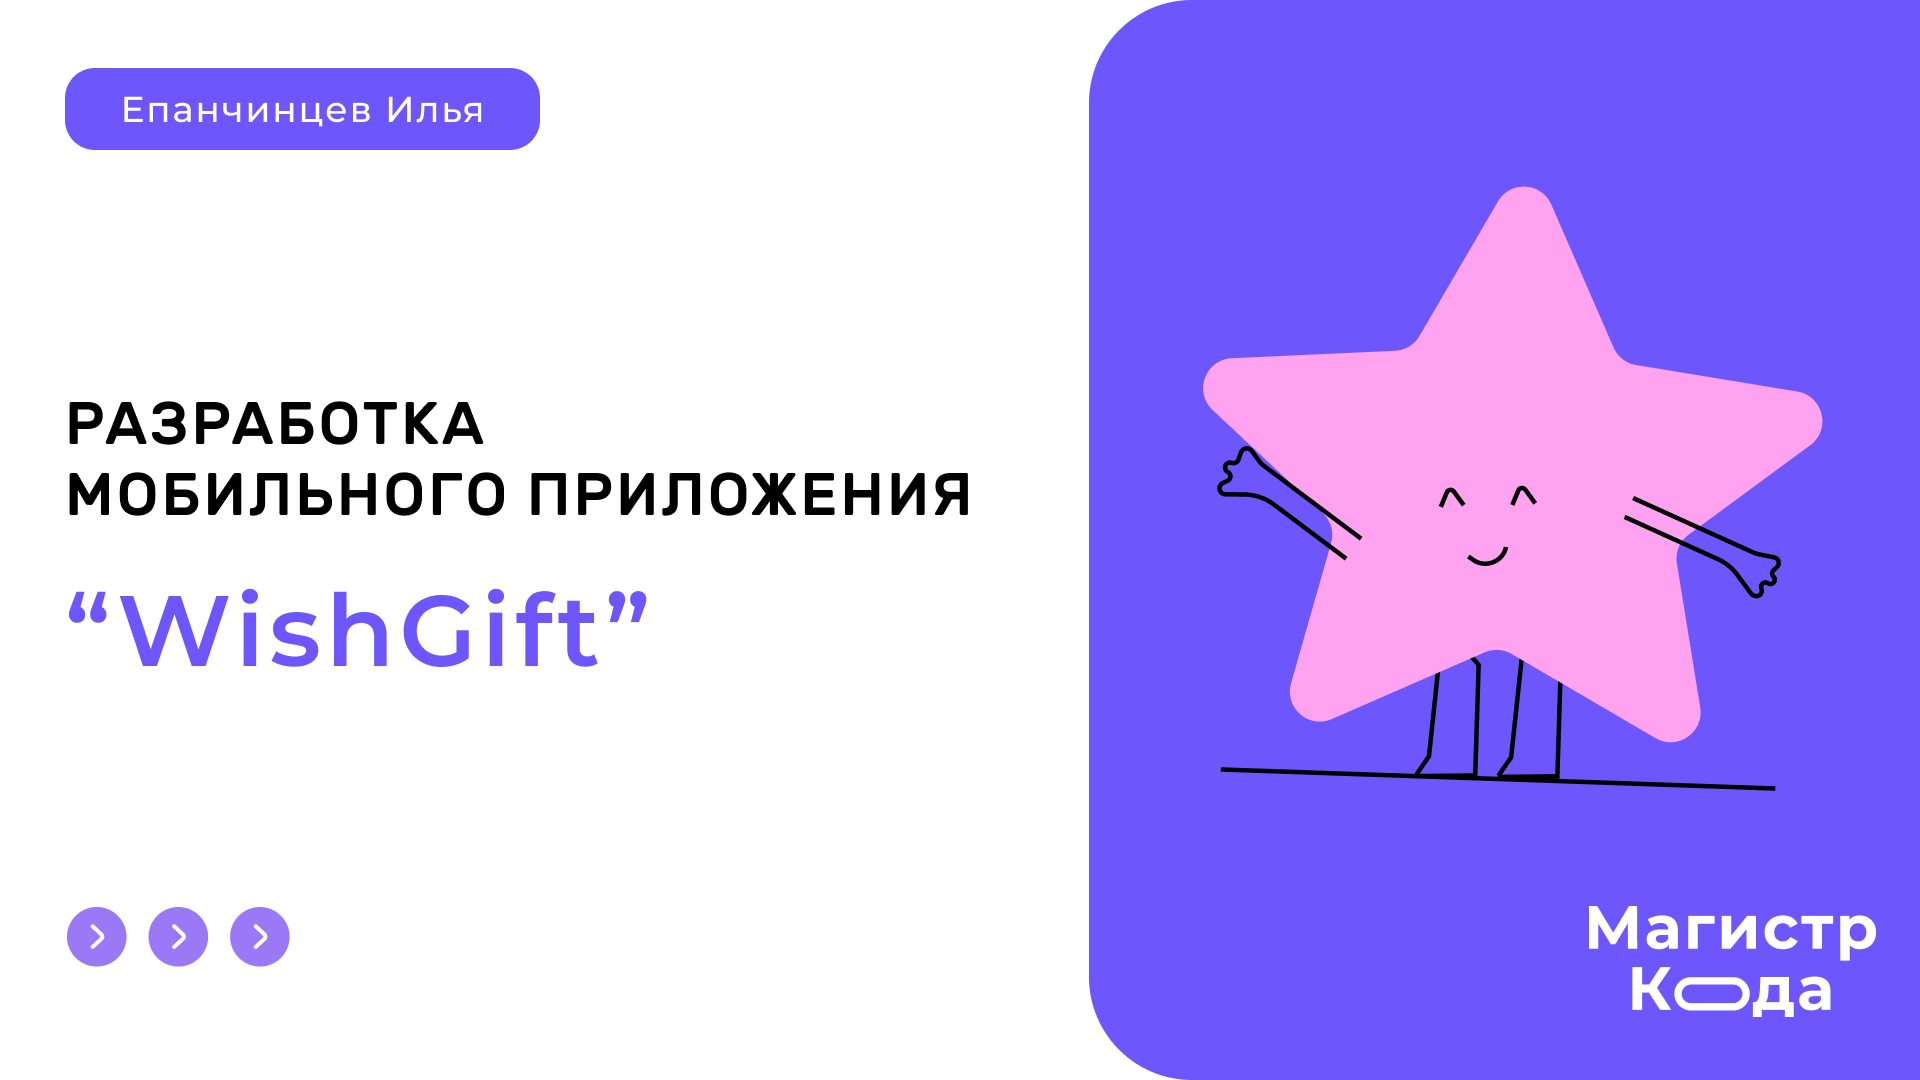 Епанчинцев Илья
РАЗРАБОТКА
МОБИЛЬНОГО ПРИЛОЖЕНИЯ
“WishGift”
Магистр
Кода